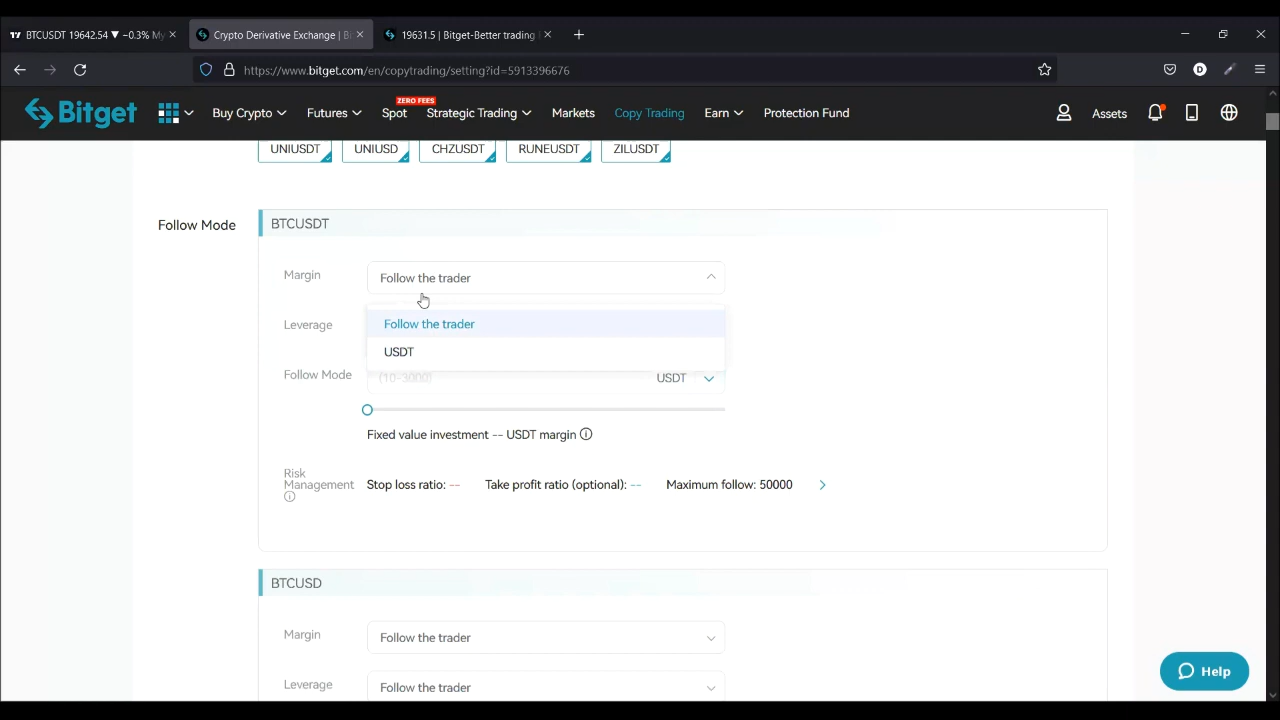 BTCUSDT 19642.54 ▼ −0.3% My
Crypto Derivative Exchange | Bi
19631.5 | Bitget-Better trading
https://www.bitget.com/en/copytrading/setting?id=5913396676
Bitget
Buy Crypto
Futures
ZERO FEES
Spot
Strategic Trading
Markets
Copy Trading
Earn
Protection Fund
Assets
UNIUSDT UNIUSD CHZUSDT RUNEUSDT ZILUSDT
Follow Mode
BTCUSDT
Margin
Follow the trader
Leverage
Follow the trader
USDT
Follow Mode
(10-3000)
USDT
Fixed value investment -- USDT margin
Risk
Management
Stop loss ratio: --
Take profit ratio (optional): --
Maximum follow: 50000
BTCUSD
Margin
Follow the trader
Leverage
Follow the trader
Help